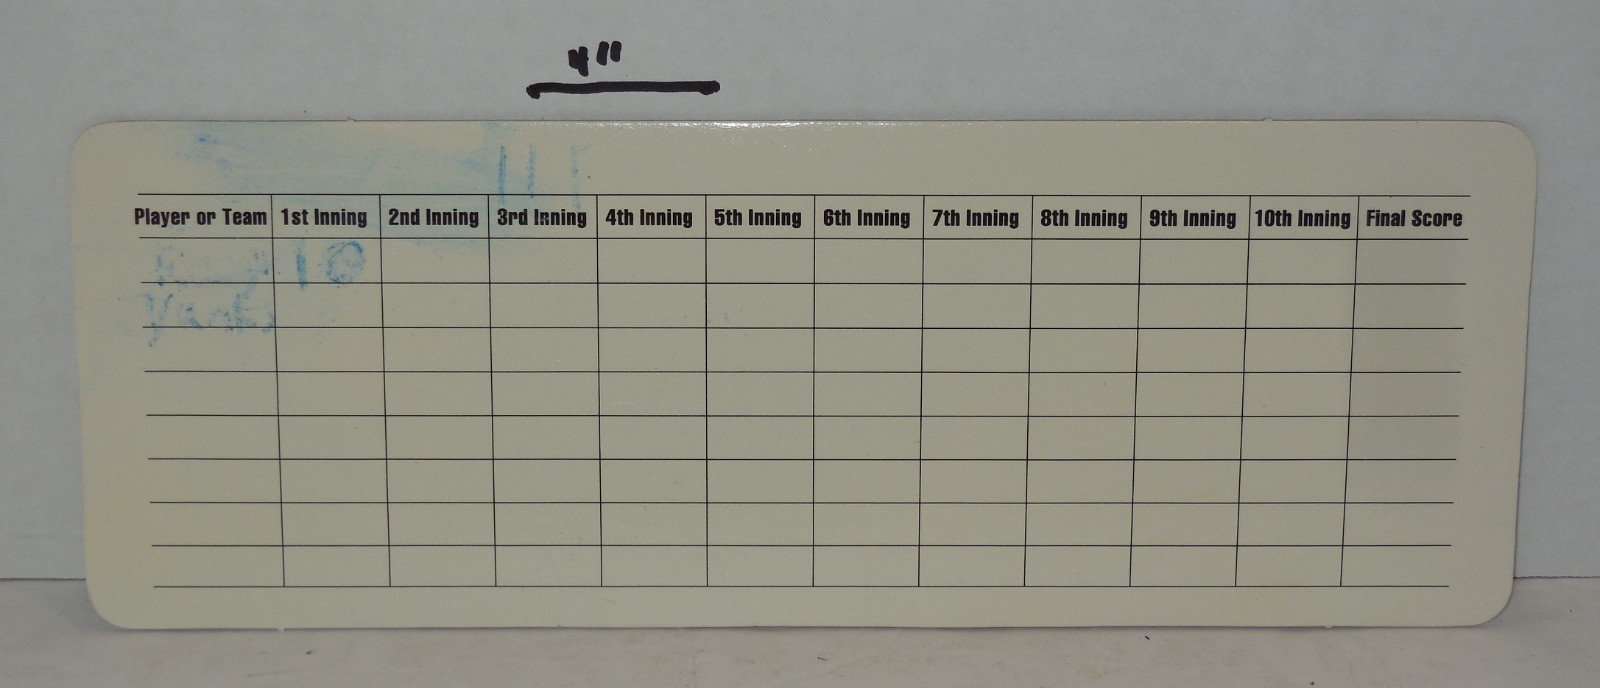 4"
Player or Team 1st Inning 2nd Inning 3rd Inning 4th Inning 5th Inning 6th Inning 7th Inning 8th Inning 9th Inning 10th Inning Final Score